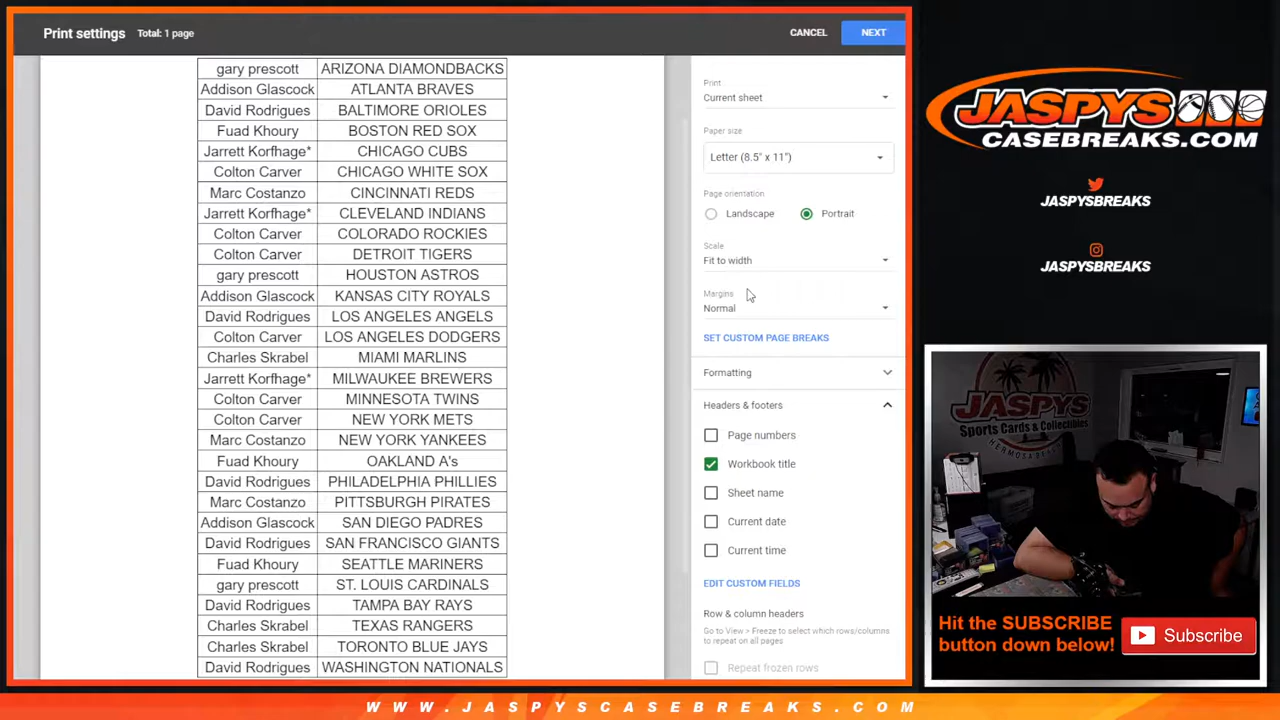 Print settings Total: 1 page CANCEL NEXT
gary prescott ARIZONA DIAMONDBACKS
Addison Glascock ATLANTA BRAVES
David Rodrigues BALTIMORE ORIOLES
Fuad Khoury BOSTON RED SOX
Jarrett Korfhage* CHICAGO CUBS
Colton Carver CHICAGO WHITE SOX
Marc Costanzo CINCINNATI REDS
Jarrett Korfhage* CLEVELAND INDIANS
Colton Carver COLORADO ROCKIES
Colton Carver DETROIT TIGERS
gary prescott HOUSTON ASTROS
Addison Glascock KANSAS CITY ROYALS
David Rodrigues LOS ANGELES ANGELS
Colton Carver LOS ANGELES DODGERS
Charles Skrabel MIAMI MARLINS
Jarrett Korfhage* MILWAUKEE BREWERS
Colton Carver MINNESOTA TWINS
Colton Carver NEW YORK METS
Marc Costanzo NEW YORK YANKEES
Fuad Khoury OAKLAND A's
David Rodrigues PHILADELPHIA PHILLIES
Marc Costanzo PITTSBURGH PIRATES
Addison Glascock SAN DIEGO PADRES
David Rodrigues SAN FRANCISCO GIANTS
Fuad Khoury SEATTLE MARINERS
gary prescott ST. LOUIS CARDINALS
David Rodrigues TAMPA BAY RAYS
Charles Skrabel TEXAS RANGERS
Charles Skrabel TORONTO BLUE JAYS
David Rodrigues WASHINGTON NATIONALS
Print
Current sheet
Paper size
Letter (8.5" x 11")
Page orientation
Landscape Portrait
Scale
Fit to width
Margins
Normal
SET CUSTOM PAGE BREAKS
Formatting
Headers & footers
Page numbers
Workbook title
Sheet name
Current date
Current time
EDIT CUSTOM FIELDS
Row & column headers
Go to View > Freeze to select which rows/columns
to repeat on all pages
Repeat frozen rows
JASPYS
CASEBREAKS.COM
JASPYSBREAKS
JASPYSBREAKS
JASPYS
Sports Cards & Collectibles
HERMOSA BEACH
Hit the SUBSCRIBE
button down below!
Subscribe
WWW.JASPYSCASEBREAKS.COM